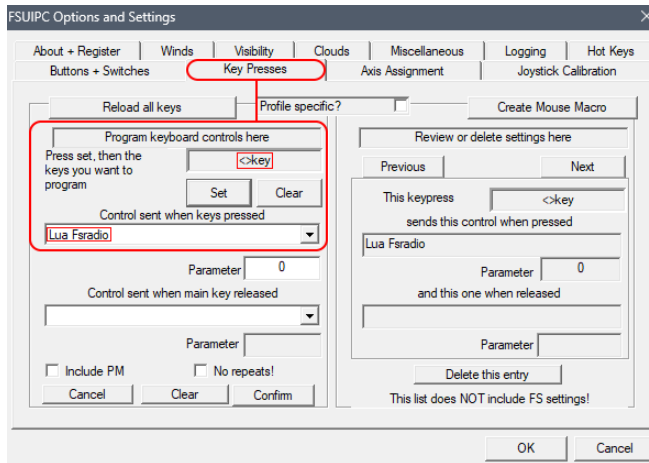 FSUIPC Options and Settings
About + Register Winds Visibility Clouds Miscellaneous Logging Hot Keys
Buttons + Switches Key Presses Axis Assignment Joystick Calibration
Reload all keys Profile specific? Create Mouse Macro
Program keyboard controls here
Press set, then the
keys you want to
program
<>key
Set Clear
Control sent when keys pressed
Lua Fsradio
Parameter 0
Control sent when main key released
Parameter
Include PM No repeats!
Cancel Clear Confirm
Review or delete settings here
Previous Next
This keypress <>key
sends this control when pressed
Lua Fsradio
Parameter 0
and this one when released
Parameter
Delete this entry
This list does NOT include FS settings!
OK Cancel